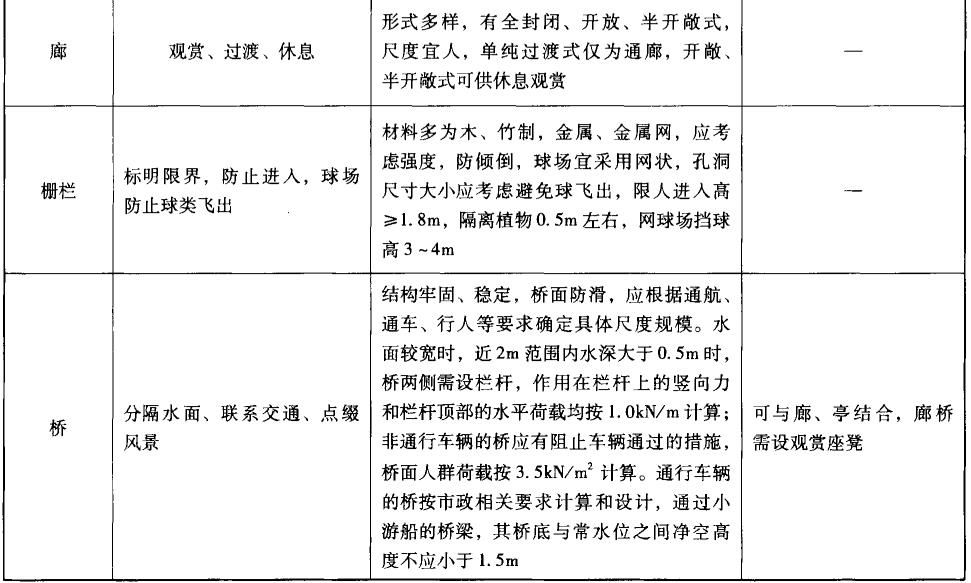 廊
观赏、过渡、休息
形式多样，有全封闭、开放、半开敞式，
尺度宜人，单纯过渡式仅为通廊，开敞、
半开敞式可供休息观赏
—
栅栏
标明限界，防止进入，球场
防止球类飞出
材料多为木、竹制，金属、金属网，应考
虑强度，防倾倒，球场宜采用网状，孔洞
尺寸大小应考虑避免球飞出，限人进入高
≥1.8m，隔离植物0.5m左右，网球场挡球
高3~4m
—
桥
分隔水面、联系交通、点缀
风景
结构牢固、稳定，桥面防滑，应根据通航、
通车、行人等要求确定具体尺度规模。水
面较宽时，近2m范围内水深大于0.5m时，
桥两侧需设栏杆，作用在栏杆上的竖向力
和栏杆顶部的水平荷载均按1.0kN/m计算；
非通行车辆的桥应有阻止车辆通过的措施，
桥面人群荷载按3.5kN/m²计算。通行车辆
的桥按市政相关要求计算和设计，通过小
游船的桥梁，其桥底与常水位之间净空高
度不应小于1.5m
可与廊、亭结合，廊桥
需设观赏座凳